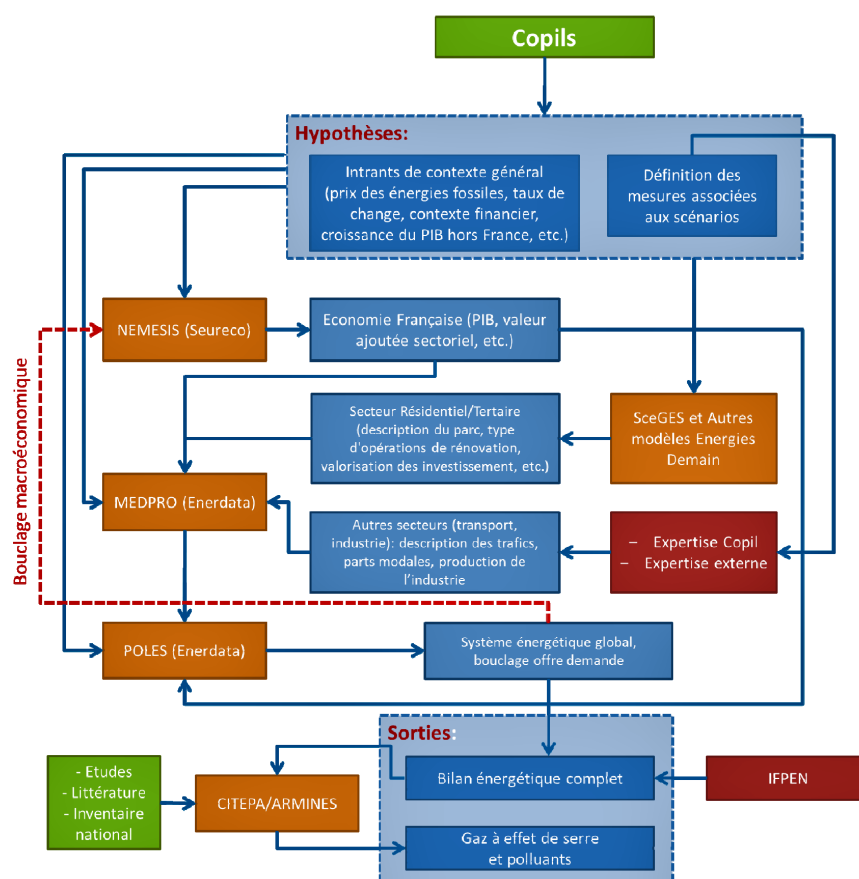 Copils
Hypothèses:
Intrants de contexte général
(prix des énergies fossiles, taux de
change, contexte financier,
croissance du PIB hors France, etc.)
Définition des
mesures associées
aux scénarios
NEMESIS (Seureco)
Economie Française (PIB, valeur
ajoutée sectoriel, etc.)
Bouclage macroéconomique
Secteur Résidentiel/Tertaire
(description du parc, type
d'opérations de rénovation,
valorisation des investissement, etc.)
SceGES et Autres
modèles Energies
Demain
MEDPRO (Enerdata)
Autres secteurs (transport,
industrie): description des trafics,
parts modales, production de
l'industrie
– Expertise Copil
– Expertise externe
POLES (Enerdata)
Système énergétique global,
bouclage offre demande
Sorties:
- Etudes
- Littérature
- Inventaire
national
CITEPA/ARMINES
Bilan énergétique complet
IFPEN
Gaz à effet de serre
et polluants